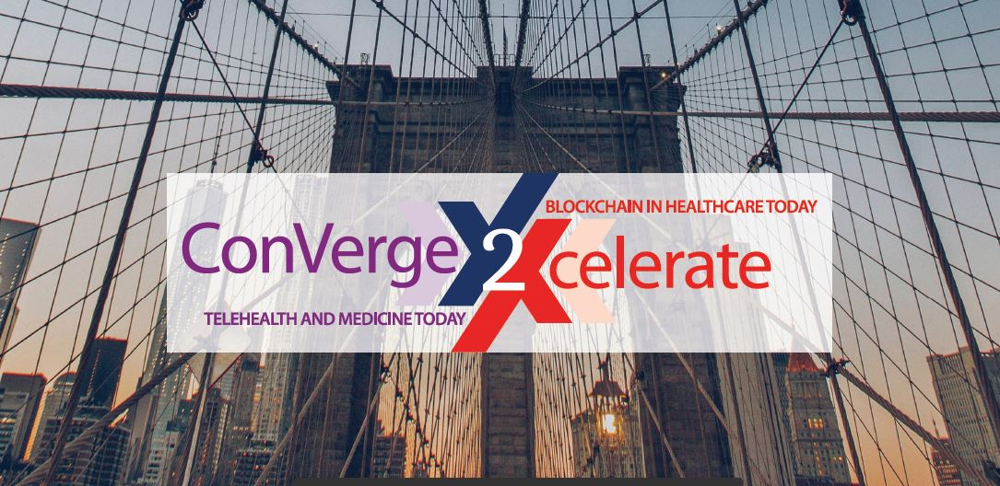 BLOCKCHAIN IN HEALTHCARE TODAY
ConVerge2Xcelerate
TELEHEALTH AND MEDICINE TODAY